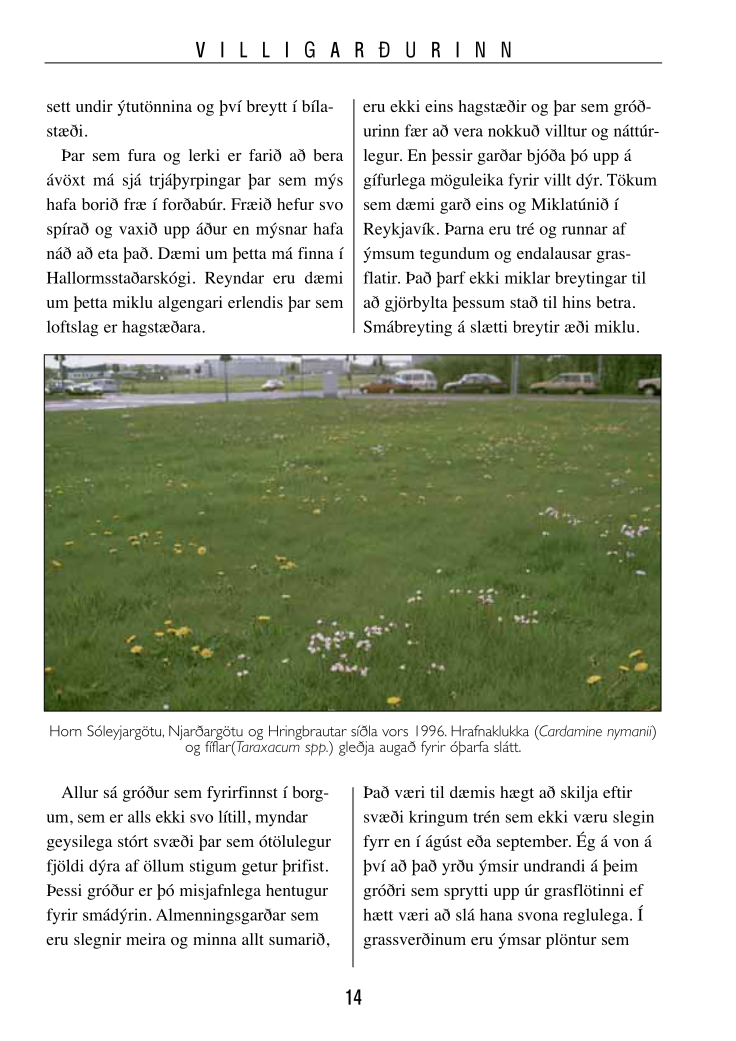 VILLIGARÐURINN
sett undir ýtutönnina og því breytt í bíla-
stæði.
Þar sem fura og lerki er farið að bera
ávöxt má sjá trjáþyrpingar þar sem mýs
hafa borið fræ í forðabúr. Fræið hefur svo
spírað og vaxið upp áður en mýsnar hafa
náð að eta það. Dæmi um þetta má finna í
Hallormsstaðarskógi. Reyndar eru dæmi
um þetta miklu algengari erlendis þar sem
loftslag er hagstæðara.
Horn Sóleyjargötu, Njarðargötu og Hringbrautar síðla vors 1996. Hrafnaklukka (Cardamine nymanii)
og fíflar(Taraxacum spp.) gleðja augað fyrir óþarfa slátt.
Allur sá gróður sem fyrirfinnst í borg-
um, sem er alls ekki svo lítill, myndar
geysilega stórt svæði þar sem ótölulegur
fjöldi dýra af öllum stigum getur þrifist.
Þessi gróður er þó misjafnlega hentugur
fyrir smádýrin. Almenningsgarðar sem
eru slegnir meira og minna allt sumarið,
eru ekki eins hagstæðir og þar sem gróð-
urinn fær að vera nokkuð villtur og náttúr-
legur. En þessir garðar bjóða þó upp á
gífurlega möguleika fyrir villt dýr. Tökum
sem dæmi garð eins og Miklatúnið í
Reykjavík. Þarna eru tré og runnar af
ýmsum tegundum og endalausar gras-
flatir. Það þarf ekki miklar breytingar til
að gjörbylta þessum stað til hins betra.
Smábreyting á slætti breytir æði miklu.
Það væri til dæmis hægt að skilja eftir
svæði kringum trén sem ekki væru slegin
fyrr en í ágúst eða september. Ég á von á
því að það yrðu ýmsir undrandi á þeim
gróðri sem sprytti upp úr grasflötinni ef
hætt væri að slá hana svona reglulega. Í
grassverðinum eru ýmsar plöntur sem
14